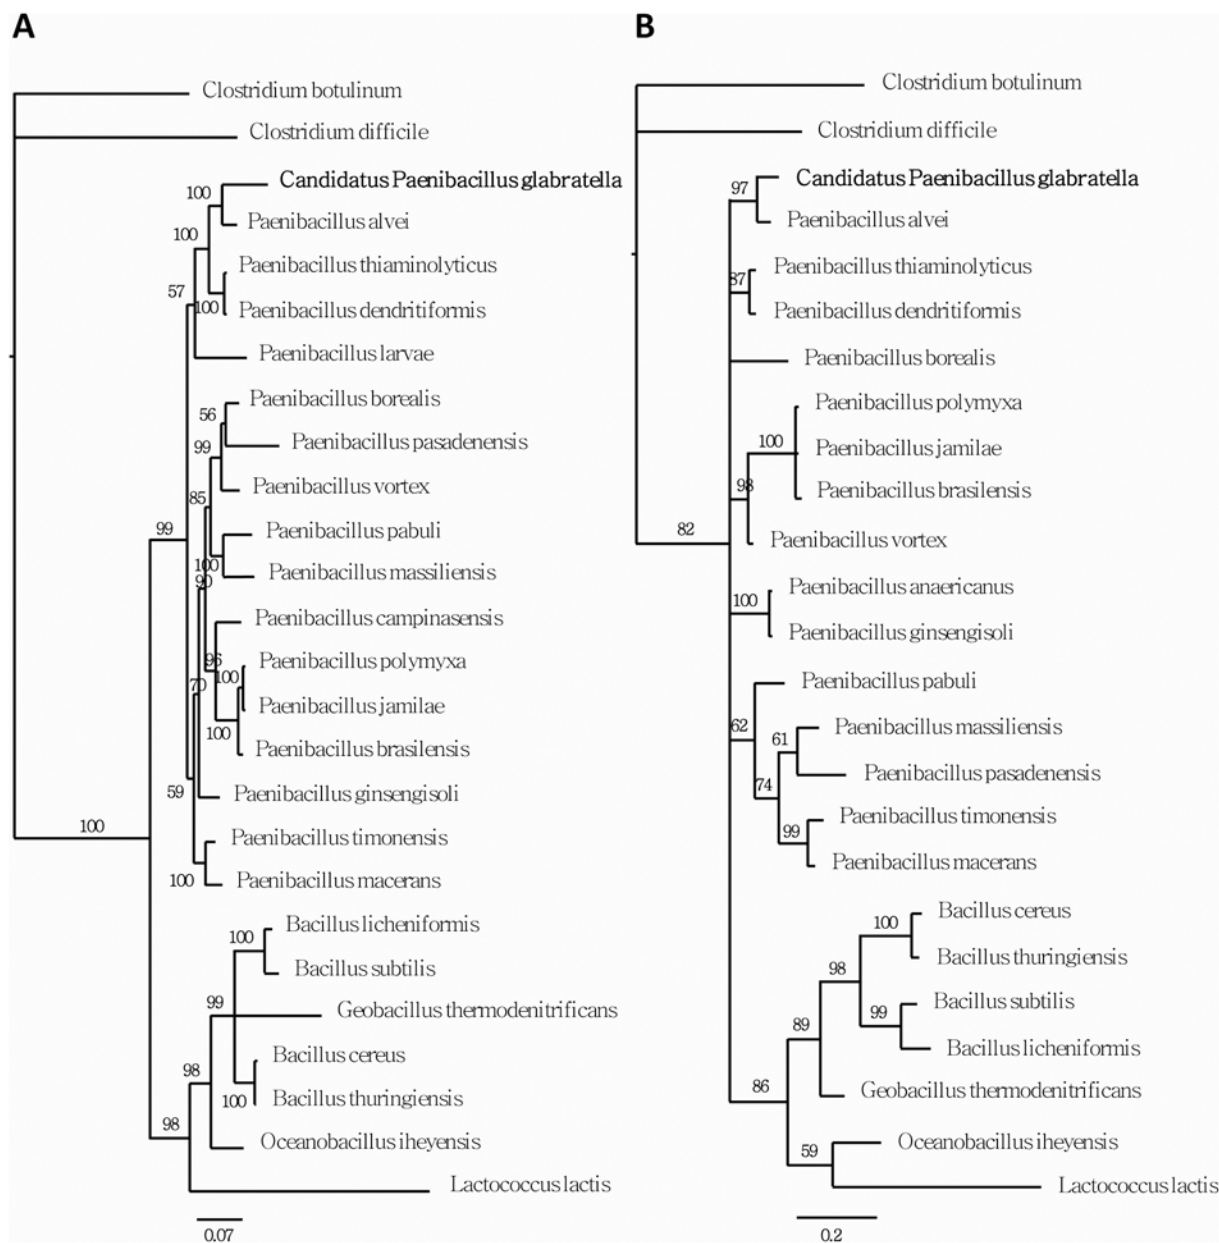 A
Clostridium botulinum
Clostridium difficile
100
Candidatus Paenibacillus glabratella
Paenibacillus alvei
100
Paenibacillus thiaminolyticus
57
100
Paenibacillus dendritiformis
Paenibacillus larvae
Paenibacillus borealis
56
Paenibacillus pasadenensis
99
Paenibacillus vortex
85
99
Paenibacillus pabuli
100
Paenibacillus massiliensis
90
Paenibacillus campinasensis
96
Paenibacillus polymyxa
100
70
Paenibacillus jamilae
100
Paenibacillus brasilensis
59
Paenibacillus ginsengisoli
100
Paenibacillus timonensis
100
Paenibacillus macerans
Bacillus licheniformis
100
Bacillus subtilis
99
Geobacillus thermodenitrificans
Bacillus cereus
98
100
Bacillus thuringiensis
98
Oceanobacillus iheyensis
Lactococcus lactis
0.07
B
Clostridium botulinum
Clostridium difficile
97
Candidatus Paenibacillus glabratella
Paenibacillus alvei
87
Paenibacillus thiaminolyticus
Paenibacillus dendritiformis
Paenibacillus borealis
Paenibacillus polymyxa
100
Paenibacillus jamilae
98
Paenibacillus brasilensis
82
Paenibacillus vortex
Paenibacillus anaericanus
100
Paenibacillus ginsengisoli
Paenibacillus pabuli
62
Paenibacillus massiliensis
61
Paenibacillus pasadenensis
74
Paenibacillus timonensis
99
Paenibacillus macerans
Bacillus cereus
100
Bacillus thuringiensis
98
Bacillus subtilis
99
89
Bacillus licheniformis
86
Geobacillus thermodenitrificans
Oceanobacillus iheyensis
59
Lactococcus lactis
0.2